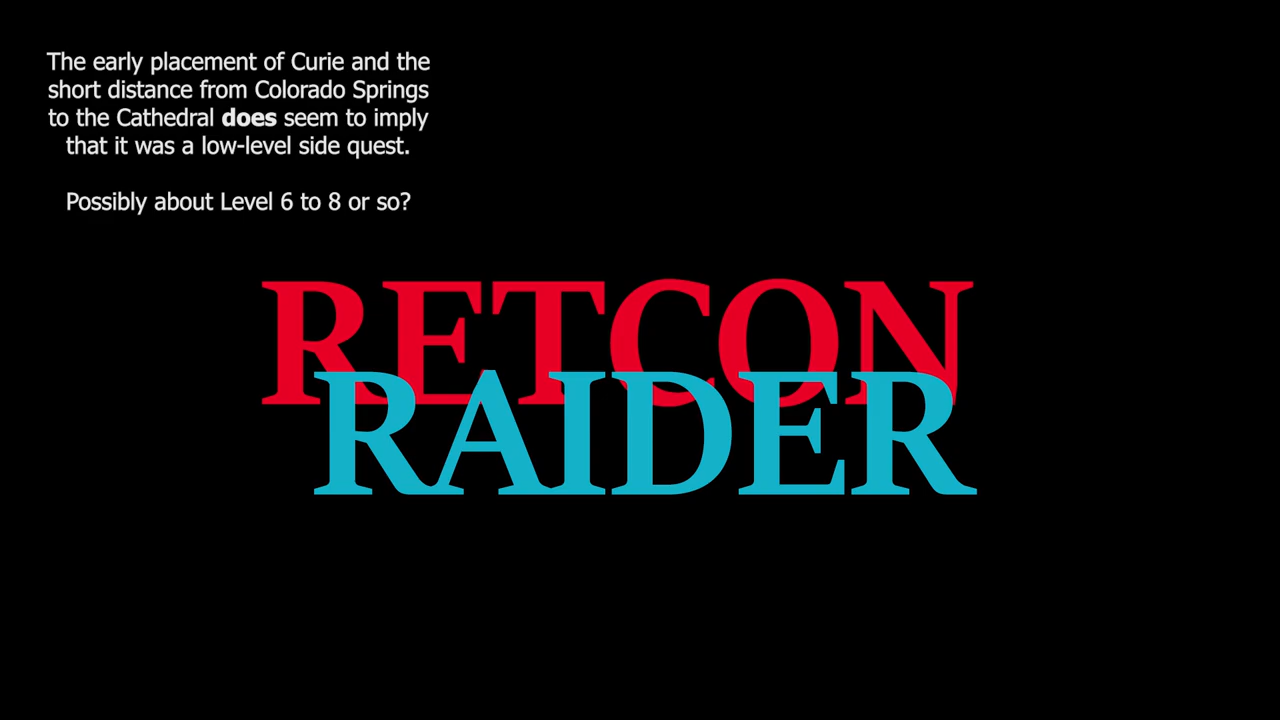 The early placement of Curie and the
short distance from Colorado Springs
to the Cathedral does seem to imply
that it was a low-level side quest.
Possibly about Level 6 to 8 or so?
RETCON
RAIDER